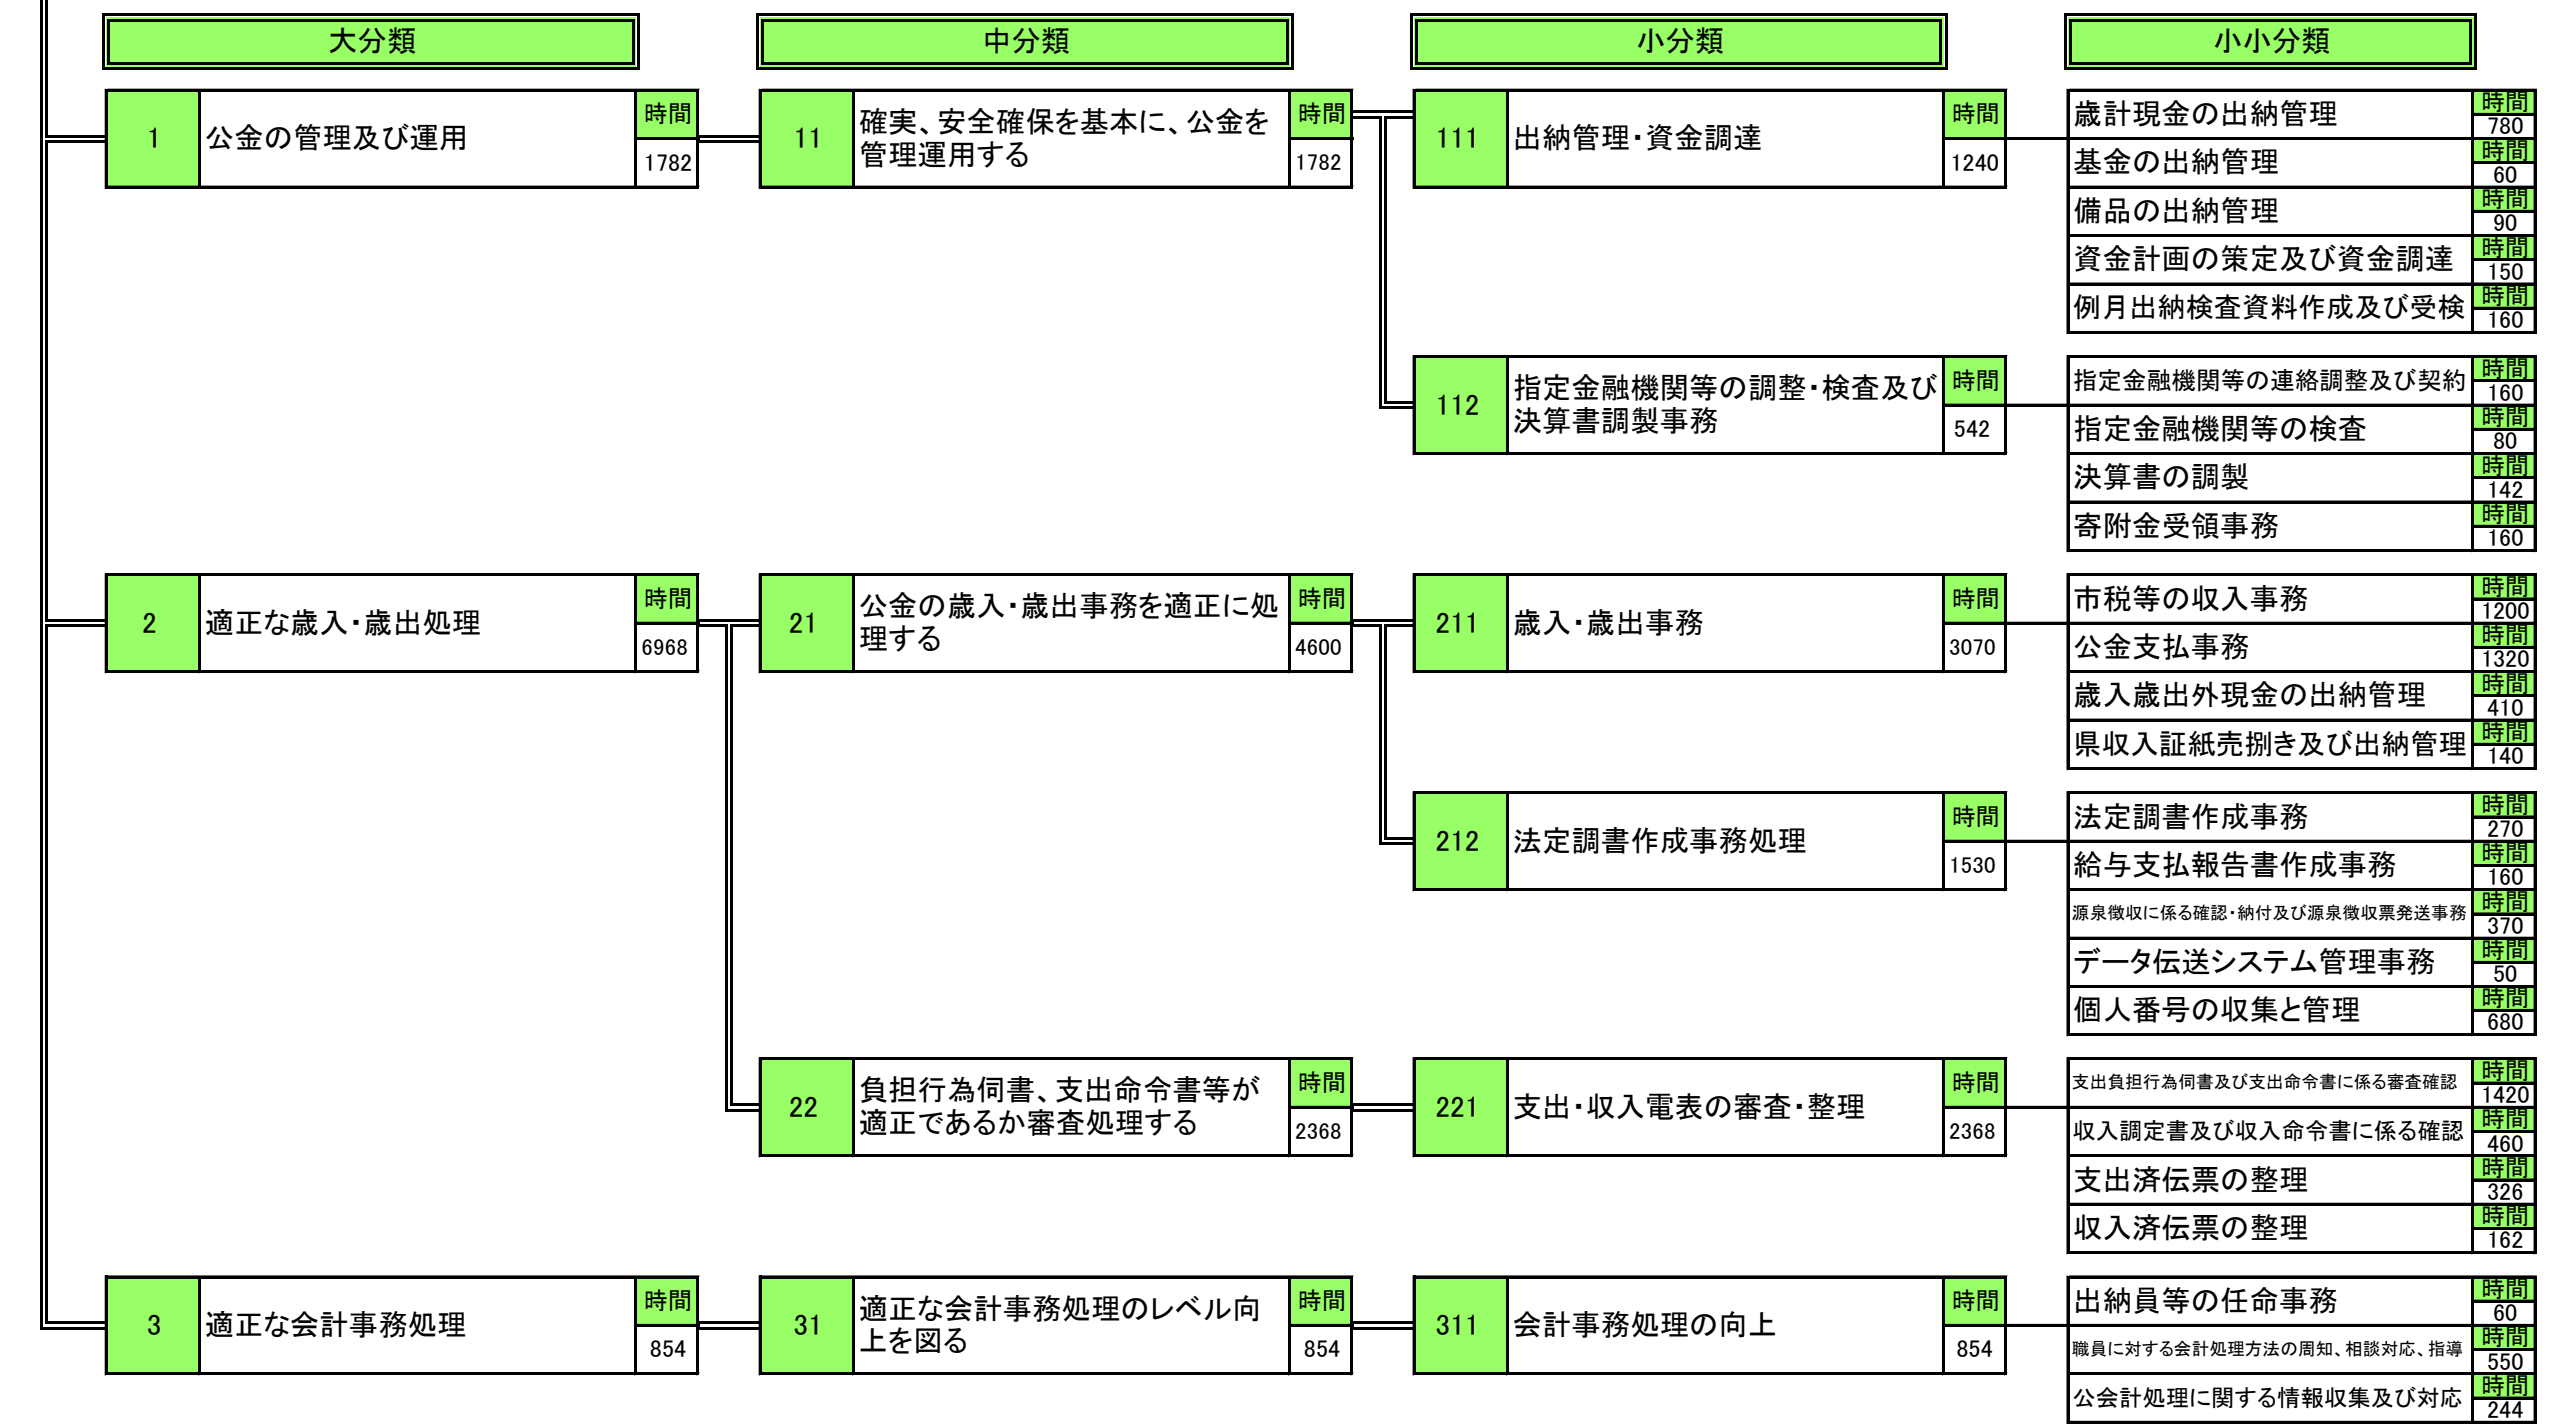 大分類
中分類
小分類
小小分類
1
公金の管理及び運用
時間
1782
11
確実、安全確保を基本に、公金を
管理運用する
時間
1782
111
出納管理・資金調達
時間
1240
歳計現金の出納管理
時間
780
基金の出納管理
時間
60
備品の出納管理
時間
90
資金計画の策定及び資金調達
時間
150
例月出納検査資料作成及び受検
時間
160
112
指定金融機関等の調整・検査及び
決算書調製事務
時間
542
指定金融機関等の連絡調整及び契約
時間
160
指定金融機関等の検査
時間
80
決算書の調製
時間
142
寄附金受領事務
時間
160
2
適正な歳入・歳出処理
時間
6968
21
公金の歳入・歳出事務を適正に処
理する
時間
4600
211
歳入・歳出事務
時間
3070
市税等の収入事務
時間
1200
公金支払事務
時間
1320
歳入歳出外現金の出納管理
時間
410
県収入証紙売捌き及び出納管理
時間
140
212
法定調書作成事務処理
時間
1530
法定調書作成事務
時間
270
給与支払報告書作成事務
時間
160
源泉徴収に係る確認・納付及び源泉徴収票発送事務
時間
370
データ伝送システム管理事務
時間
50
個人番号の収集と管理
時間
680
22
負担行為伺書、支出命令書等が
適正であるか審査処理する
時間
2368
221
支出・収入電表の審査・整理
時間
2368
支出負担行為伺書及び支出命令書に係る審査確認
時間
1420
収入調定書及び収入命令書に係る確認
時間
460
支出済伝票の整理
時間
326
収入済伝票の整理
時間
162
3
適正な会計事務処理
時間
854
31
適正な会計事務処理のレベル向
上を図る
時間
854
311
会計事務処理の向上
時間
854
出納員等の任命事務
時間
60
職員に対する会計処理方法の周知、相談対応、指導
時間
550
公会計処理に関する情報収集及び対応
時間
244